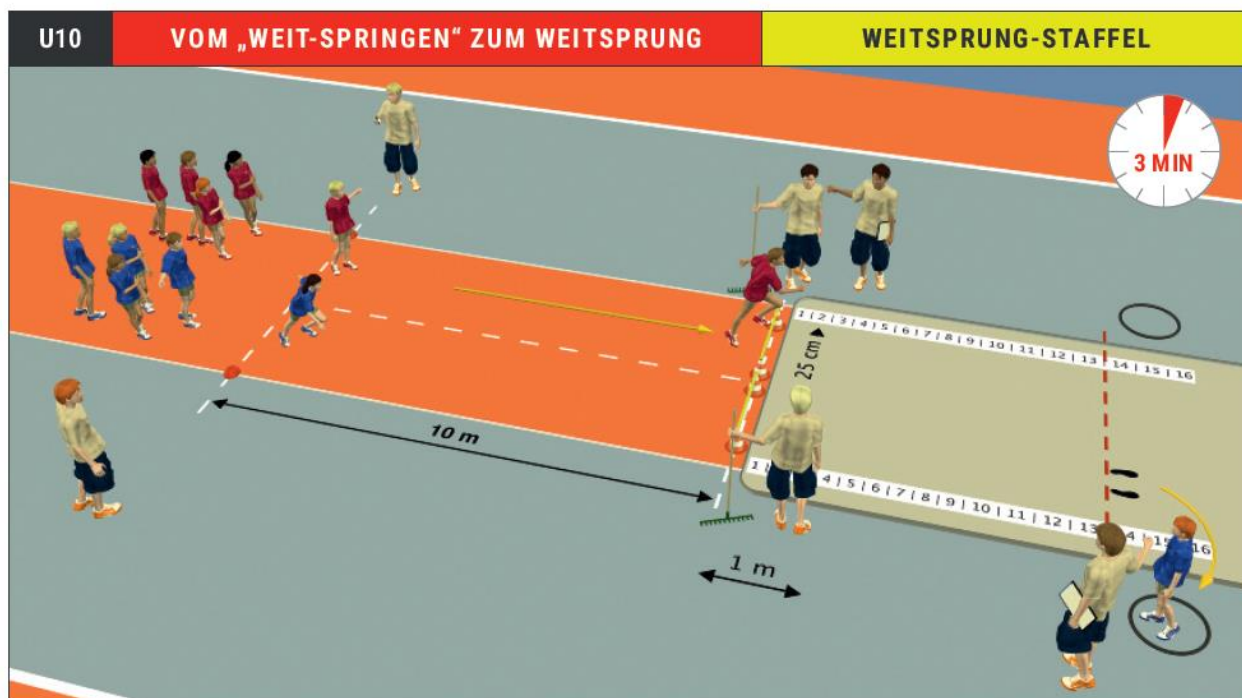 U10
VOM „WEIT-SPRINGEN“ ZUM WEITSPRUNG
WEITSPRUNG-STAFFEL
3 MIN
1 | 2 | 3 | 4 | 5 | 6 | 7 | 8 | 9 | 10 | 11 | 12 | 13 | 14 | 15 | 16
25 cm
10 m
1 | 4 | 5 | 6 | 7 | 8 | 9 | 10 | 11 | 12 | 13 4 | 15 | 16
1 m